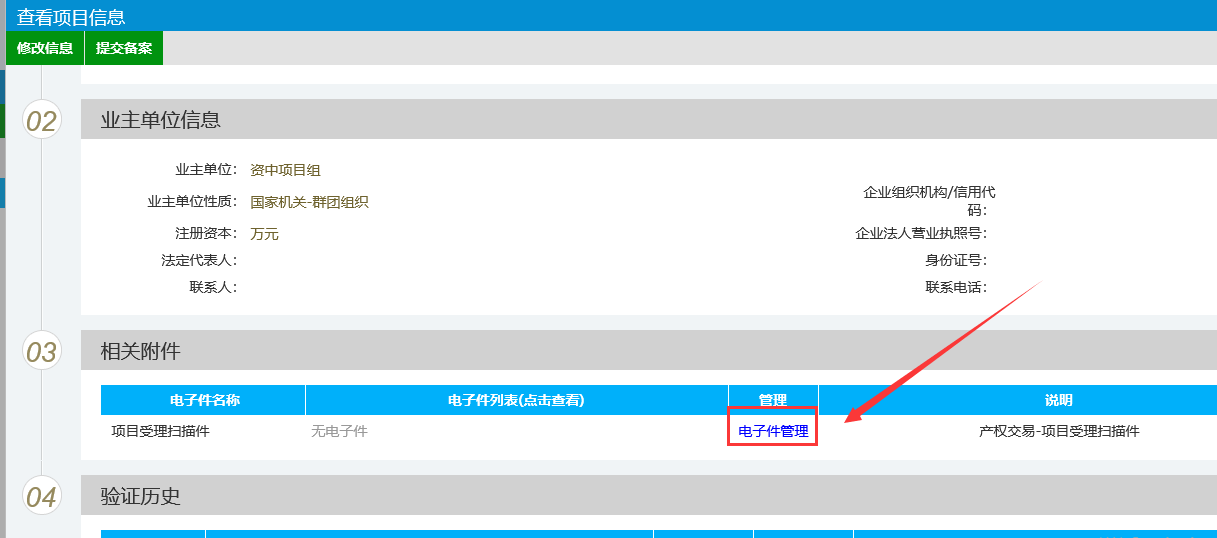 查看项目信息
修改信息 提交备案
02 业主单位信息
业主单位: 资中项目组
业主单位性质: 国家机关-群团组织 企业组织机构/信用代
码:
注册资本: 万元 企业法人营业执照号:
法定代表人: 身份证号:
联系人: 联系电话:
03 相关附件
电子件名称 电子件列表(点击查看) 管理 说明
项目受理扫描件 无电子件 电子件管理 产权交易-项目受理扫描件
04 验证历史